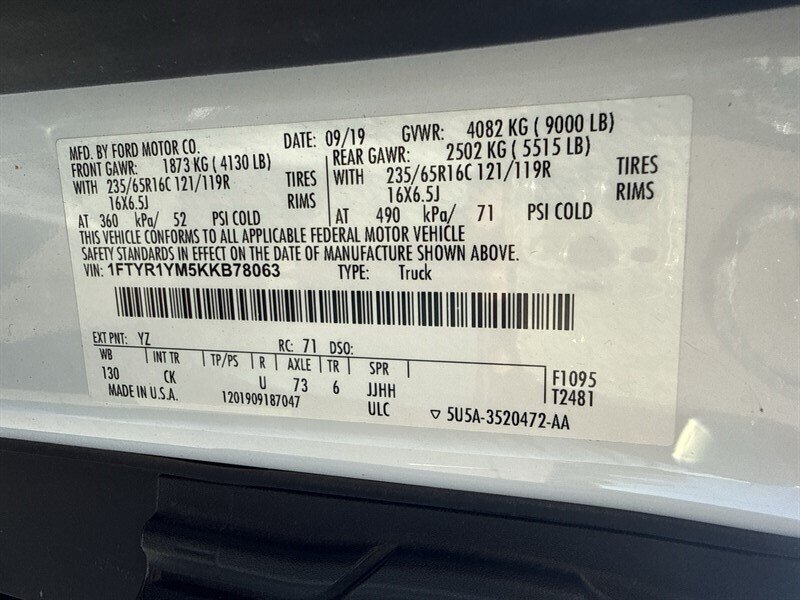 MFD. BY FORD MOTOR CO. DATE: 09/19 GVWR: 4082 KG ( 9000 LB)
FRONT GAWR: 1873 KG ( 4130 LB) REAR GAWR: 2502 KG ( 5515 LB)
WITH 235/65R16C 121/119R TIRES WITH 235/65R16C 121/119R TIRES
16X6.5J RIMS 16X6.5J RIMS
AT 360 kPa/ 52 PSI COLD AT 490 kPa/ 71 PSI COLD
THIS VEHICLE CONFORMS TO ALL APPLICABLE FEDERAL MOTOR VEHICLE
SAFETY STANDARDS IN EFFECT ON THE DATE OF MANUFACTURE SHOWN ABOVE.
VIN: 1FTYR1YM5KKB78063 TYPE: Truck
EXT PNT: YZ RC: 71 DSO:
WB INT TR TP/PS R AXLE TR SPR
130 CK U 73 6 JJHH F1095
MADE IN U.S.A. 1201909187047 ULC T2481
▽ 5U5A-3520472-AA